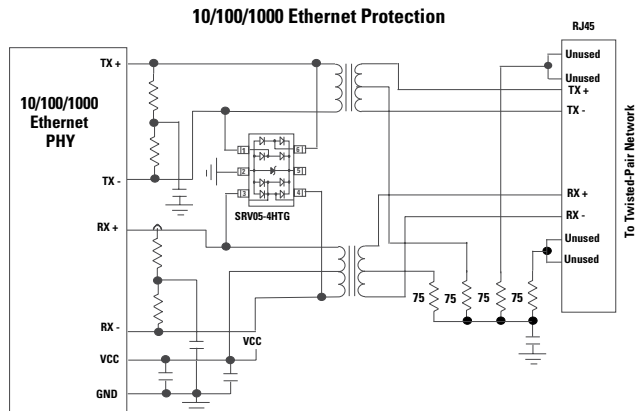 10/100/1000 Ethernet Protection
RJ45
10/100/1000
Ethernet
PHY
TX +
TX -
RX +
RX -
VCC
GND
1
2
3
6
5
4
SRV05-4HTG
VCC
75
75
75
75
Unused
Unused
TX +
TX -
RX +
RX -
Unused
Unused
To Twisted-Pair Network